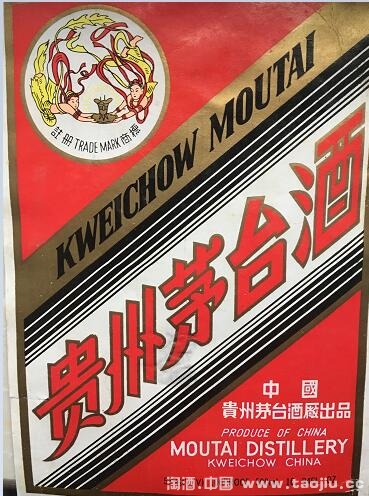 註册 TRADE MARK 商標
KWEICHOW MOUTAI
贵州茅台酒
中國
貴州茅台酒廠出品
PRODUCE OF CHINA
MOUTAI DISTILLERY
KWEICHOW CHINA
淘酒·中国 www.taojiu.cc